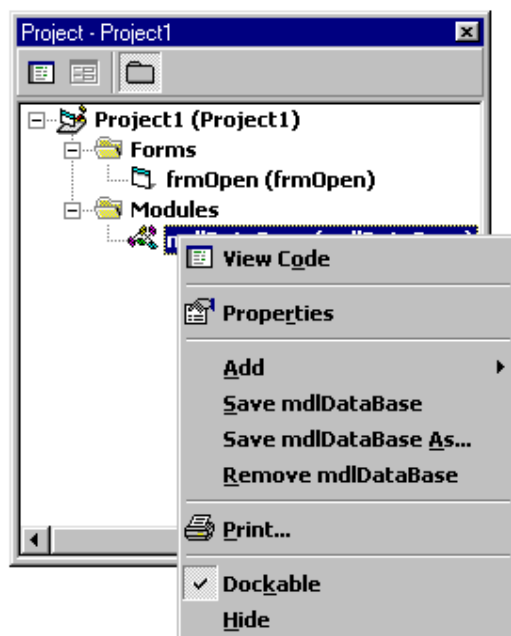 Project - Project1
Project1 (Project1)
Forms
frmOpen (frmOpen)
Modules
View Code
Properties
Add
Save mdlDataBase
Save mdlDataBase As...
Remove mdlDataBase
Print...
Dockable
Hide